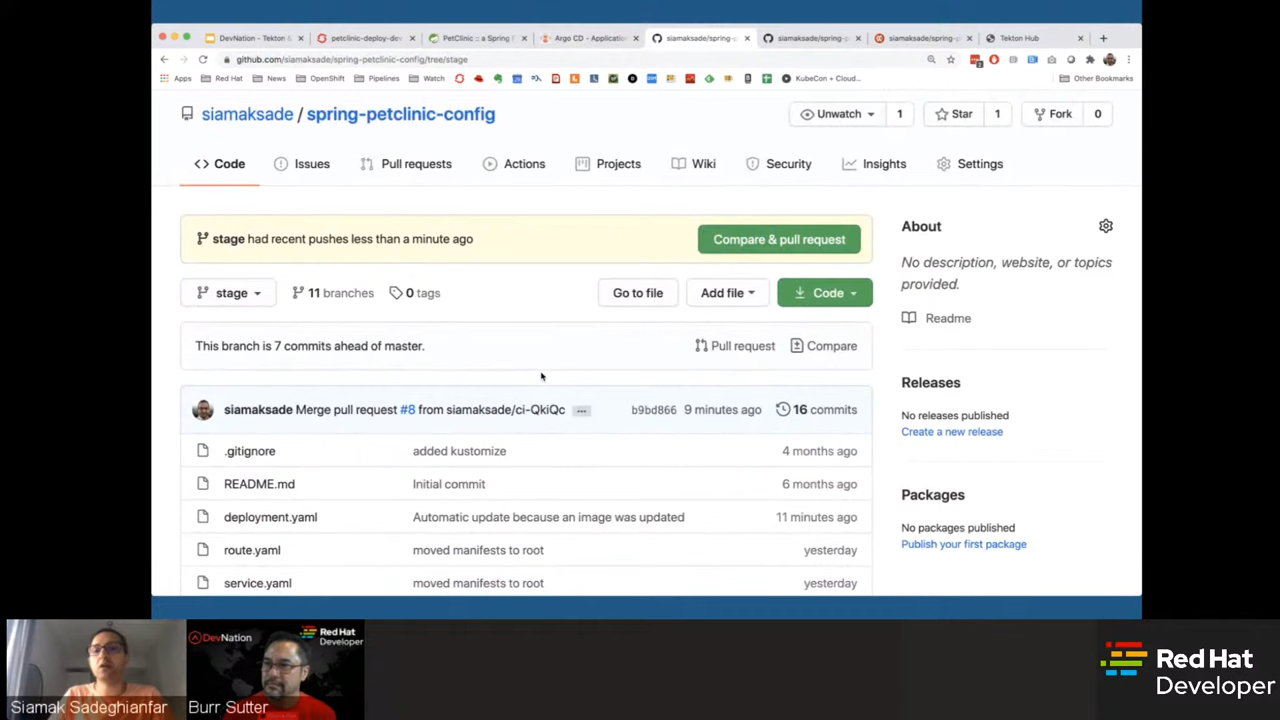 DevNation - Tekton &
petclinic-deploy-dev
PetClinic :: a Spring F
Argo CD - Application
siamaksade/spring-p
siamaksade/spring-p
siamaksade/spring-p
Tekton Hub
github.com/siamaksade/spring-petclinic-config/tree/stage
Apps
Red Hat
News
OpenShift
Pipelines
Watch
KubeCon + Cloud...
Other Bookmarks
siamaksade / spring-petclinic-config
Unwatch 1
Star 1
Fork 0
Code
Issues
Pull requests
Actions
Projects
Wiki
Security
Insights
Settings
stage had recent pushes less than a minute ago
Compare & pull request
About
No description, website, or topics
provided.
Readme
stage
11 branches
0 tags
Go to file
Add file
Code
This branch is 7 commits ahead of master.
Pull request
Compare
siamaksade Merge pull request #8 from siamaksade/ci-QkiQc ...
b9bd866 9 minutes ago
16 commits
.gitignore added kustomize 4 months ago
README.md Initial commit 6 months ago
deployment.yaml Automatic update because an image was updated 11 minutes ago
route.yaml moved manifests to root yesterday
service.yaml moved manifests to root yesterday
Releases
No releases published
Create a new release
Packages
No packages published
Publish your first package
DevNation
Red Hat
Developer
Siamak Sadeghianfar
Burr Sutter
Red Hat
Developer